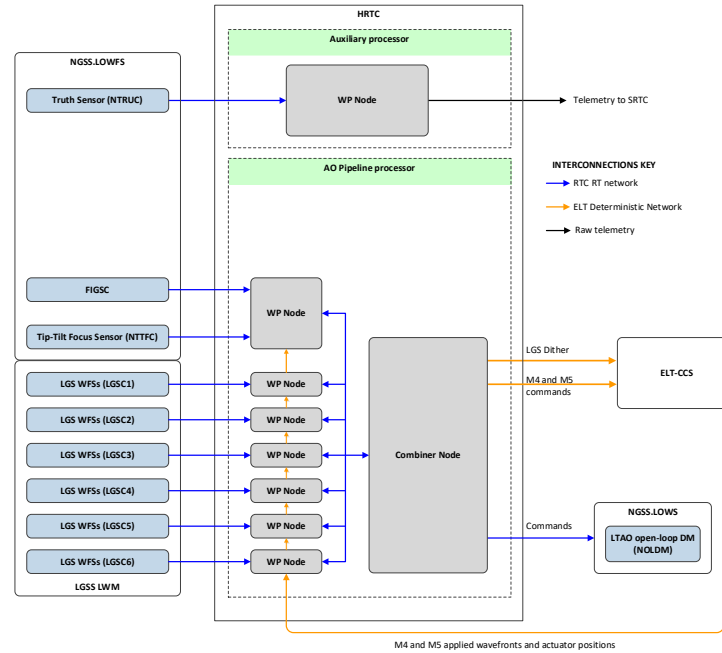 HRTC
Auxiliary processor
NGSS.LOWFS
Truth Sensor (NTRUC)
WP Node
Telemetry to SRTC
AO Pipeline processor
INTERCONNECTIONS KEY
RTC RT network
ELT Deterministic Network
Raw telemetry
FIGSC
WP Node
Tip-Tilt Focus Sensor (NTTFC)
LGS WFSs (LGSC1)
WP Node
LGS WFSs (LGSC2)
WP Node
LGS WFSs (LGSC3)
WP Node
LGS WFSs (LGSC4)
WP Node
LGS WFSs (LGSC5)
WP Node
LGS WFSs (LGSC6)
WP Node
LGSS LWM
Combiner Node
LGS Dither
M4 and M5
commands
ELT-CCS
Commands
NGSS.LOWS
LTAO open-loop DM
(NOLDM)
M4 and M5 applied wavefronts and actuator positions